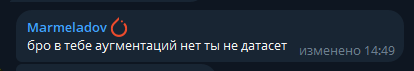 Marmeladov
бро в тебе аугментаций нет ты не датасет
изменено 14:49